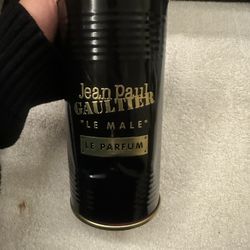 Jean Paul
GAULTIER
"LE MALE"
LE PARFUM